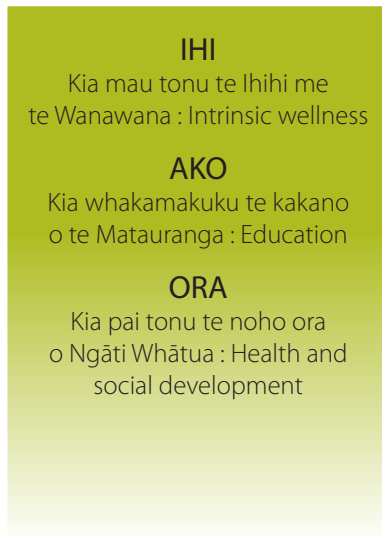 IHI
Kia mau tonu te Ihihi me
te Wanawana : Intrinsic wellness
AKO
Kia whakamakuku te kakano
o te Matauranga : Education
ORA
Kia pai tonu te noho ora
o Ngāti Whātua : Health and
social development